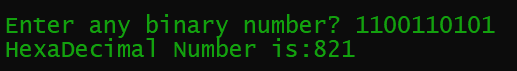 Enter any binary number? 1100110101
HexaDecimal Number is:821